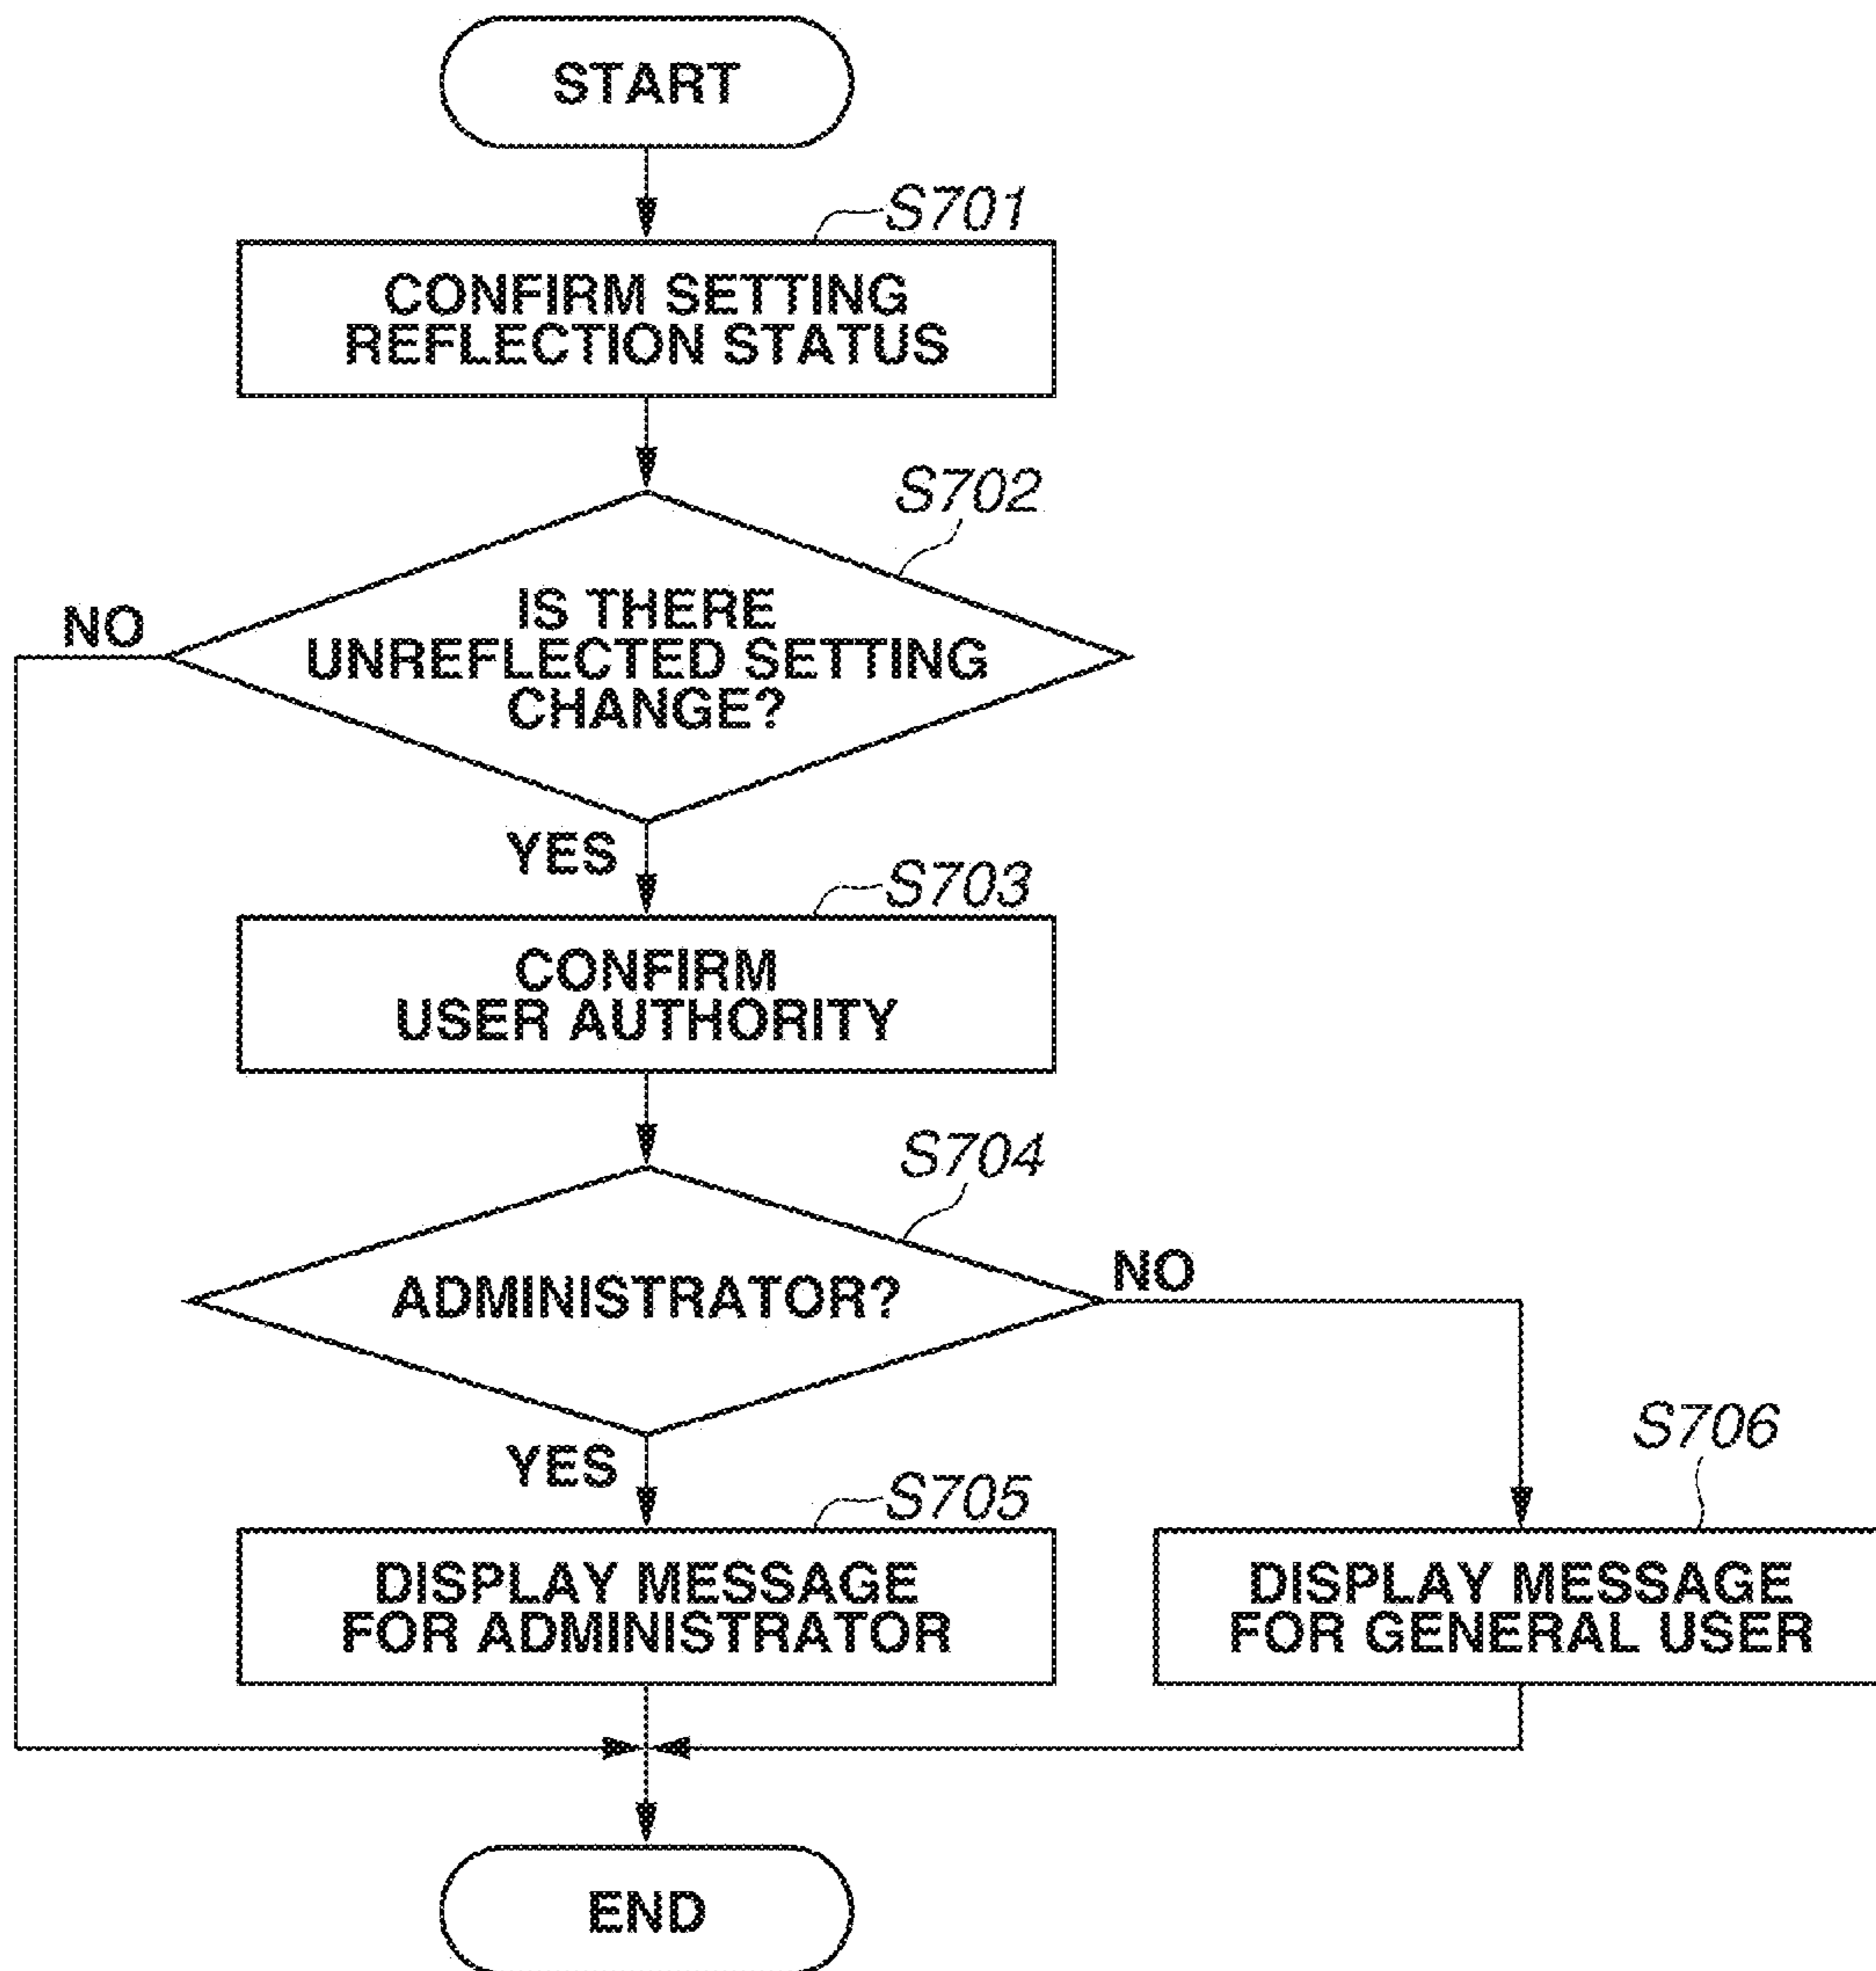 START
S701
CONFIRM SETTING
REFLECTION STATUS
S702
IS THERE
UNREFLECTED SETTING
CHANGE?
NO
YES
S703
CONFIRM
USER AUTHORITY
S704
ADMINISTRATOR?
NO
YES
S705
DISPLAY MESSAGE
FOR ADMINISTRATOR
S706
DISPLAY MESSAGE
FOR GENERAL USER
END